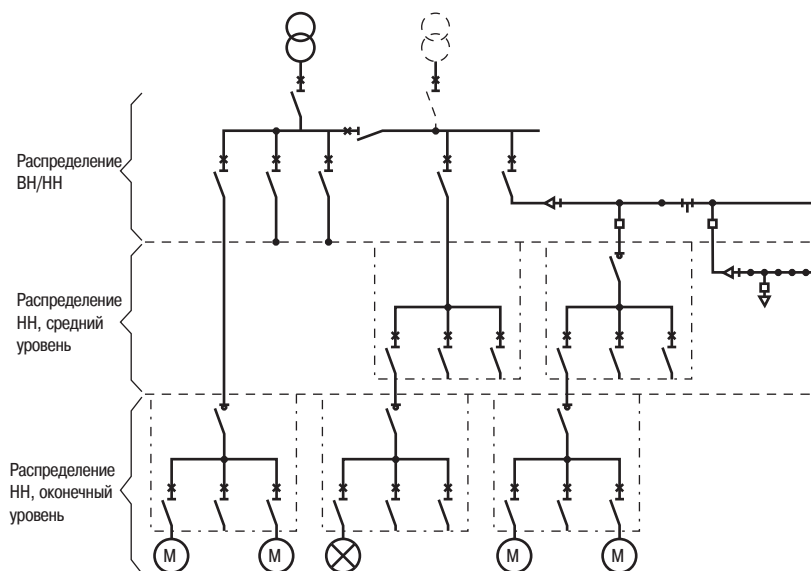 Распределение
ВН/НН
Распределение
НН, средний
уровень
Распределение
НН, оконечный
уровень
M
M
M
M